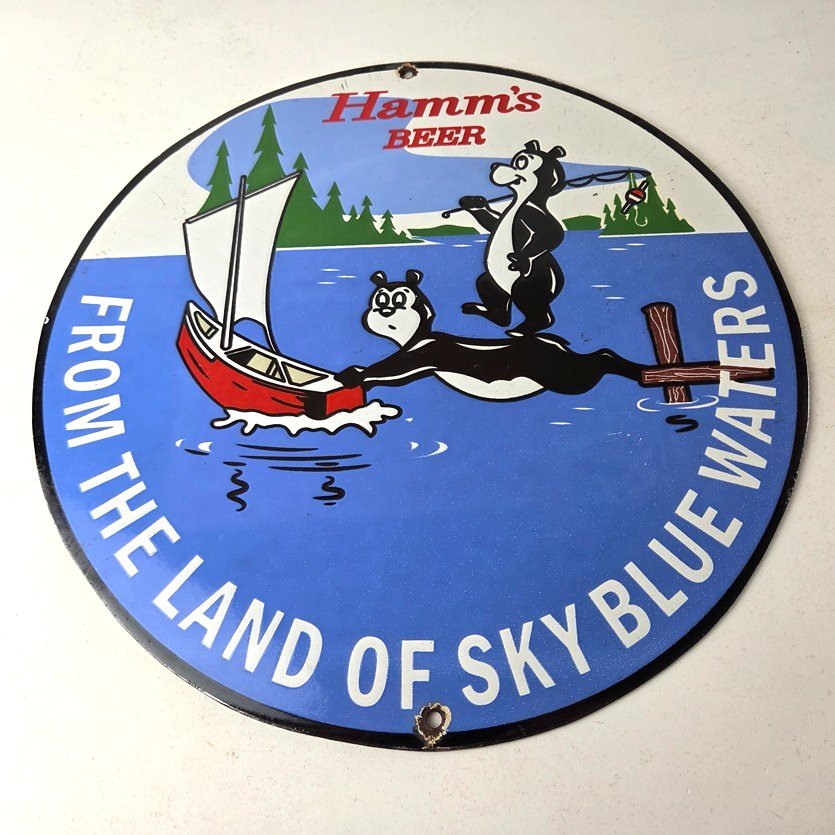 Hamm's
BEER
FROM THE LAND OF SKY BLUE WATERS